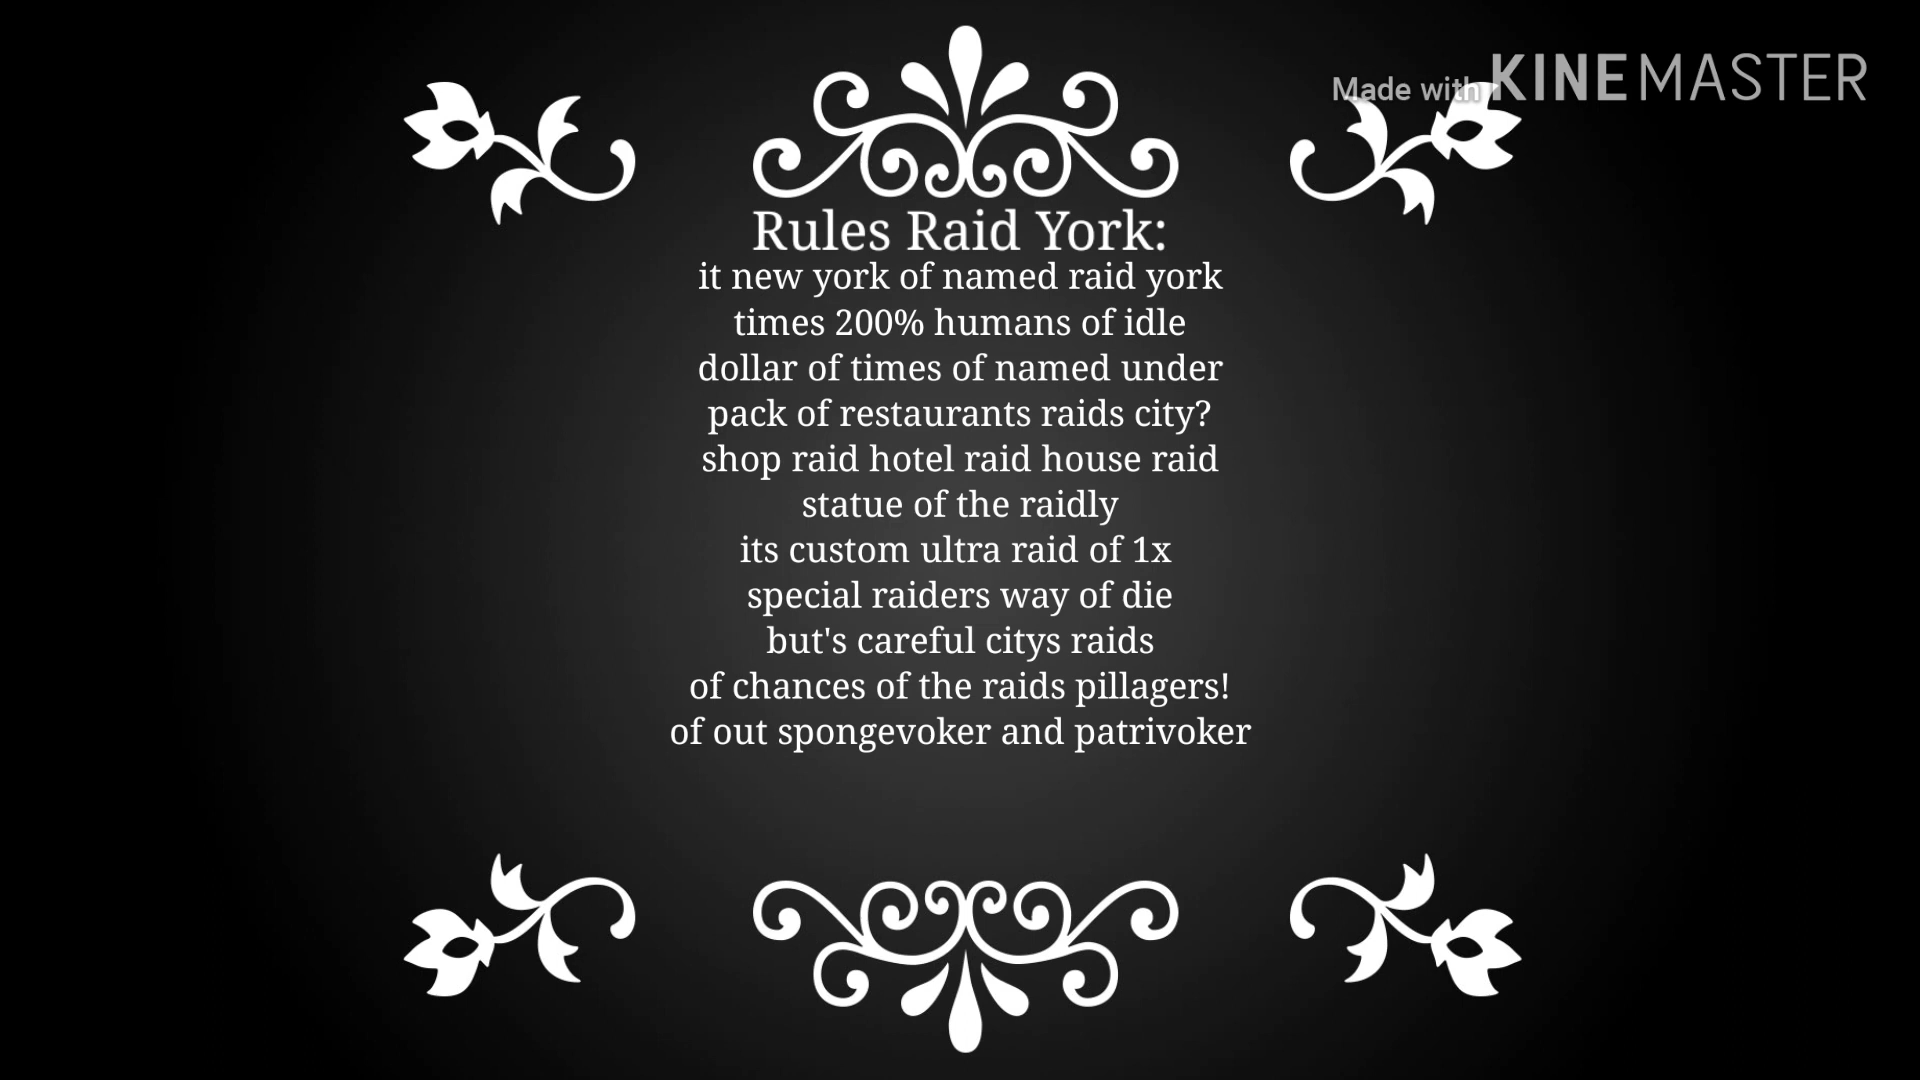 Made with KINEMASTER
Rules Raid York:
it new york of named raid york
times 200% humans of idle
dollar of times of named under
pack of restaurants raids city?
shop raid hotel raid house raid
statue of the raidly
its custom ultra raid of 1x
special raiders way of die
but's careful citys raids
of chances of the raids pillagers!
of out spongevoker and patrivoker